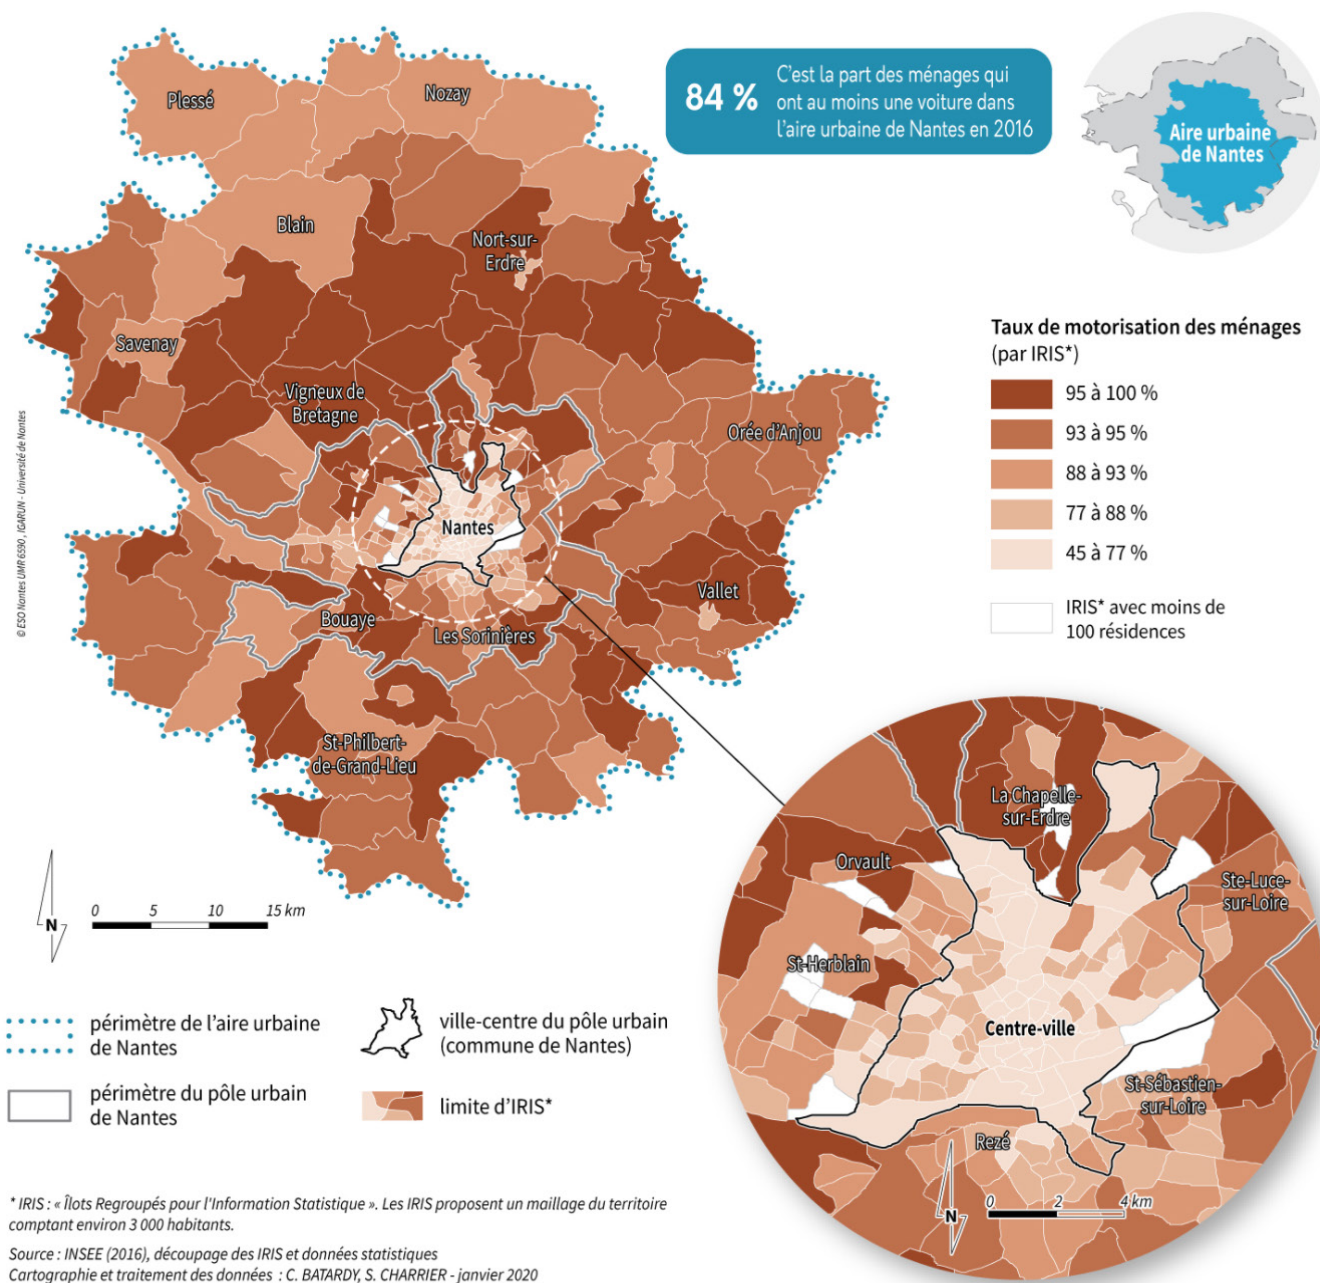 84 %
C'est la part des ménages qui
ont au moins une voiture dans
l'aire urbaine de Nantes en 2016
Aire urbaine
de Nantes
Plessé
Nozay
Blain
Nort-sur-
Erdre
Savenay
Vigneux de
Bretagne
Orée d'Anjou
Nantes
Vallet
Bouaye
Les Sorinières
St-Philbert-
de-Grand-Lieu
© ESO Nantes UMR 6590, IGARUN - Université de Nantes
Taux de motorisation des ménages
(par IRIS*)
95 à 100 %
93 à 95 %
88 à 93 %
77 à 88 %
45 à 77 %
IRIS* avec moins de
100 résidences
La Chapelle-
sur-Erdre
Orvault
Ste-Luce-
sur-Loire
St-Herblain
Centre-ville
St-Sébastien-
sur-Loire
Rezé
N
0 2 4 km
N
0 5 10 15 km
périmètre de l'aire urbaine
de Nantes
ville-centre du pôle urbain
(commune de Nantes)
périmètre du pôle urbain
de Nantes
limite d'IRIS*
* IRIS : « Îlots Regroupés pour l'Information Statistique ». Les IRIS proposent un maillage du territoire
comptant environ 3 000 habitants.
Source : INSEE (2016), découpage des IRIS et données statistiques
Cartographie et traitement des données : C. BATARDY, S. CHARRIER - janvier 2020